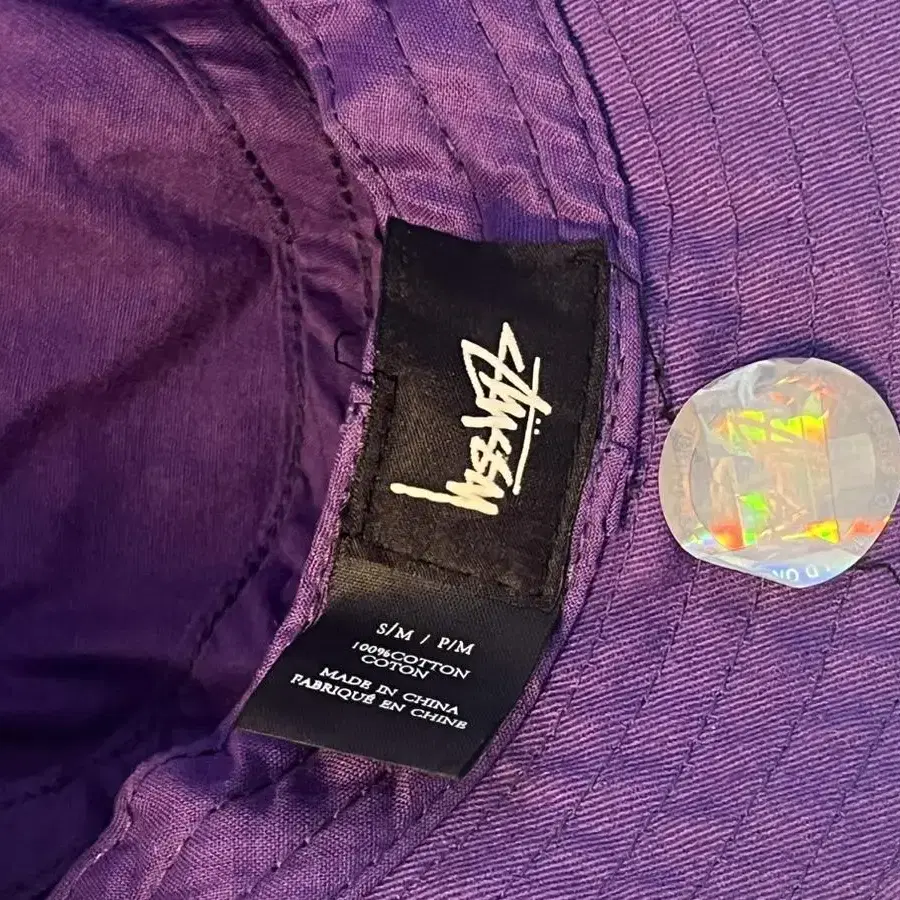 STÜSSY
S/M / P/M
100%COTTON
COTON
MADE IN CHINA
FABRIQUÉ EN CHINE